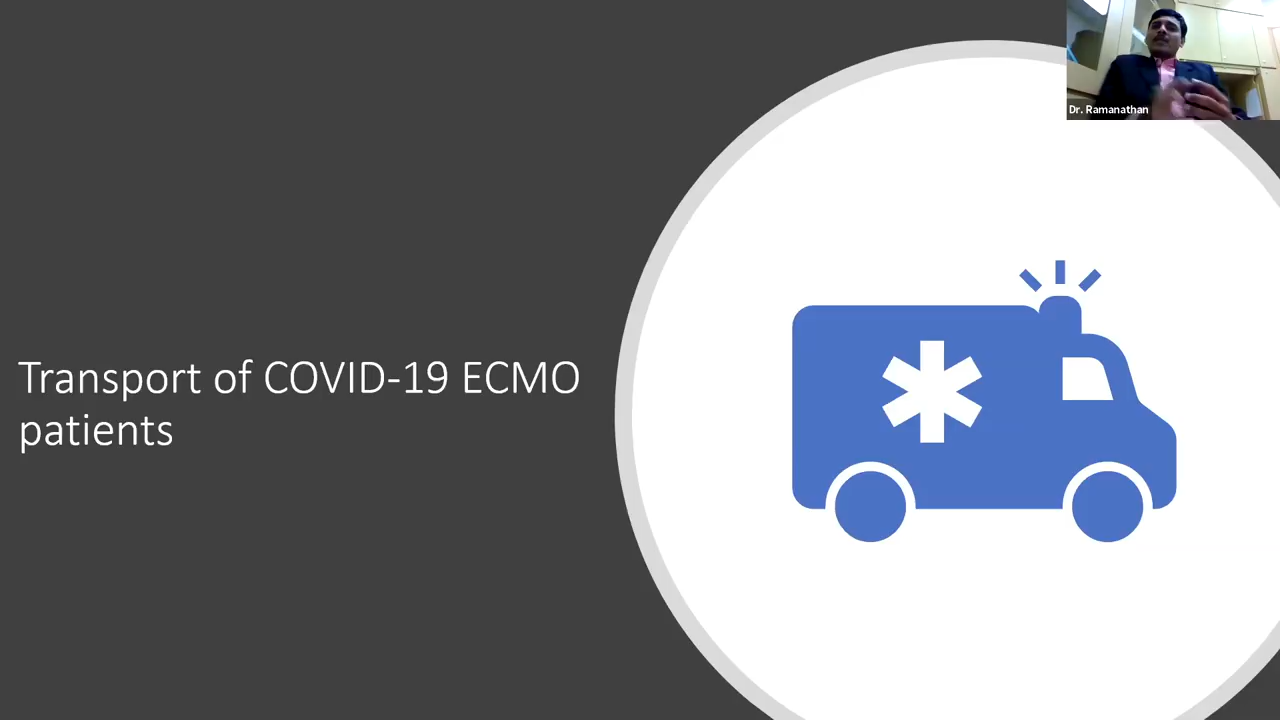 Dr. Ramanathan
Transport of COVID-19 ECMO
patients